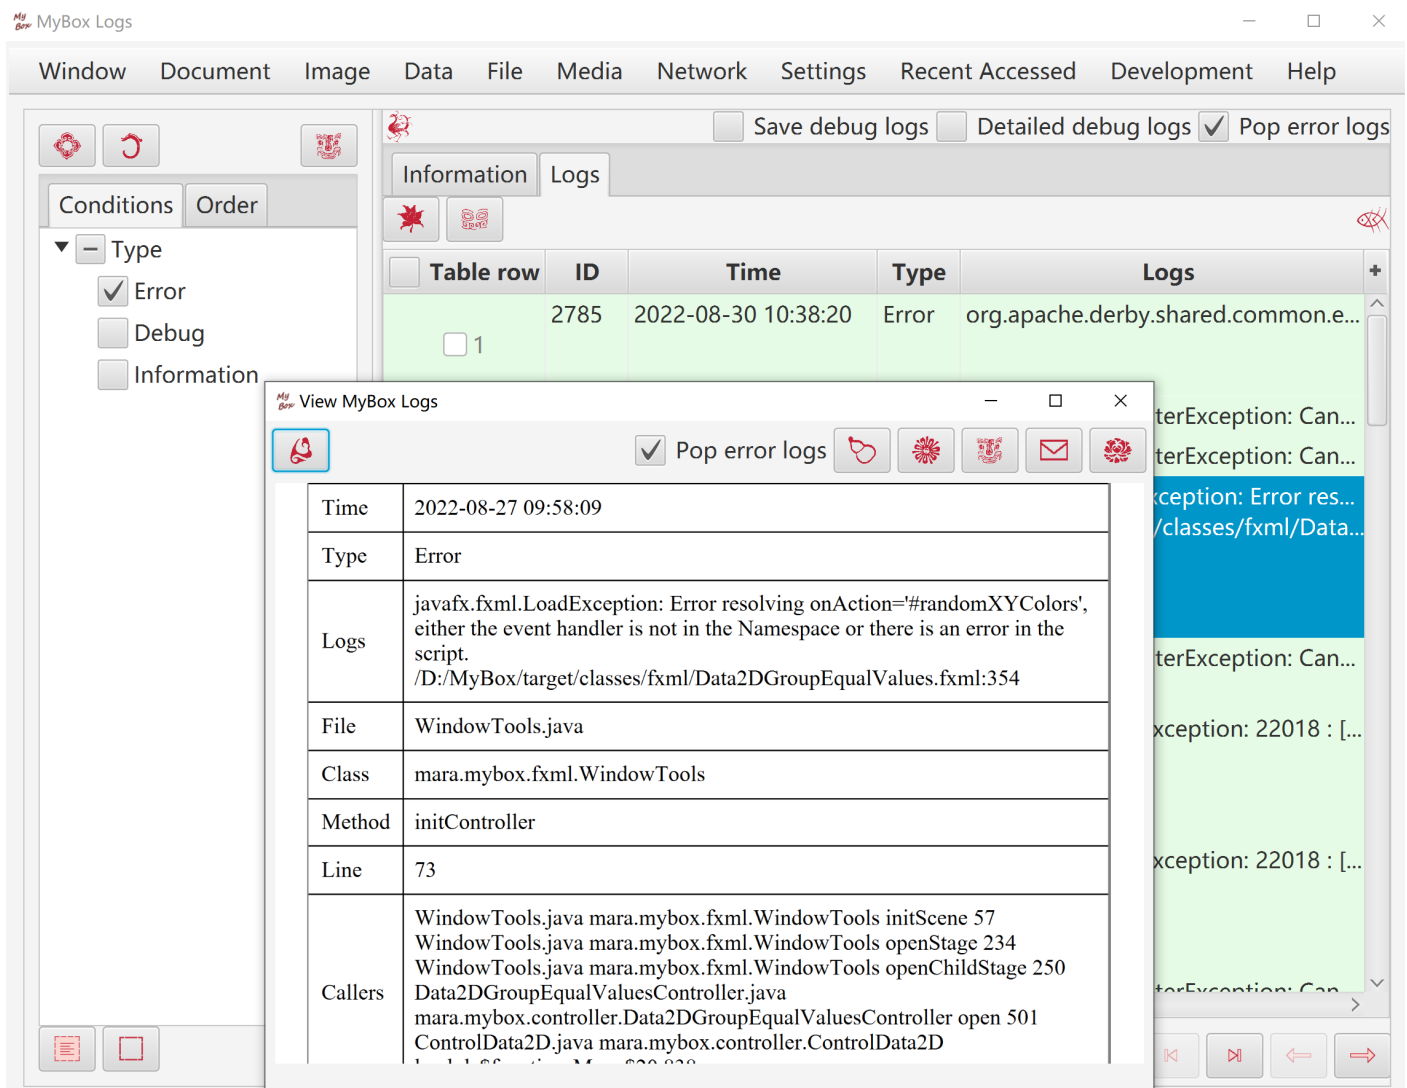 My Box MyBox Logs
Window Document Image Data File Media Network Settings Recent Accessed Development Help
Save debug logs Detailed debug logs Pop error logs
Information Logs
Conditions Order
Type
Error
Debug
Information
Table row ID Time Type Logs +
1 2785 2022-08-30 10:38:20 Error org.apache.derby.shared.common.e...
terException: Can...
terException: Can...
xception: Error res...
/classes/fxml/Data...
terException: Can...
xception: 22018 : [...
xception: 22018 : [...
My Box View MyBox Logs
Pop error logs
Time 2022-08-27 09:58:09
Type Error
Logs javafx.fxml.LoadException: Error resolving onAction='#randomXYColors',
either the event handler is not in the Namespace or there is an error in the
script.
/D:/MyBox/target/classes/fxml/Data2DGroupEqualValues.fxml:354
File WindowTools.java
Class mara.mybox.fxml.WindowTools
Method initController
Line 73
Callers WindowTools.java mara.mybox.fxml.WindowTools initScene 57
WindowTools.java mara.mybox.fxml.WindowTools openStage 234
WindowTools.java mara.mybox.fxml.WindowTools openChildStage 250
Data2DGroupEqualValuesController.java
mara.mybox.controller.Data2DGroupEqualValuesController open 501
ControlData2D.java mara.mybox.controller.ControlData2D